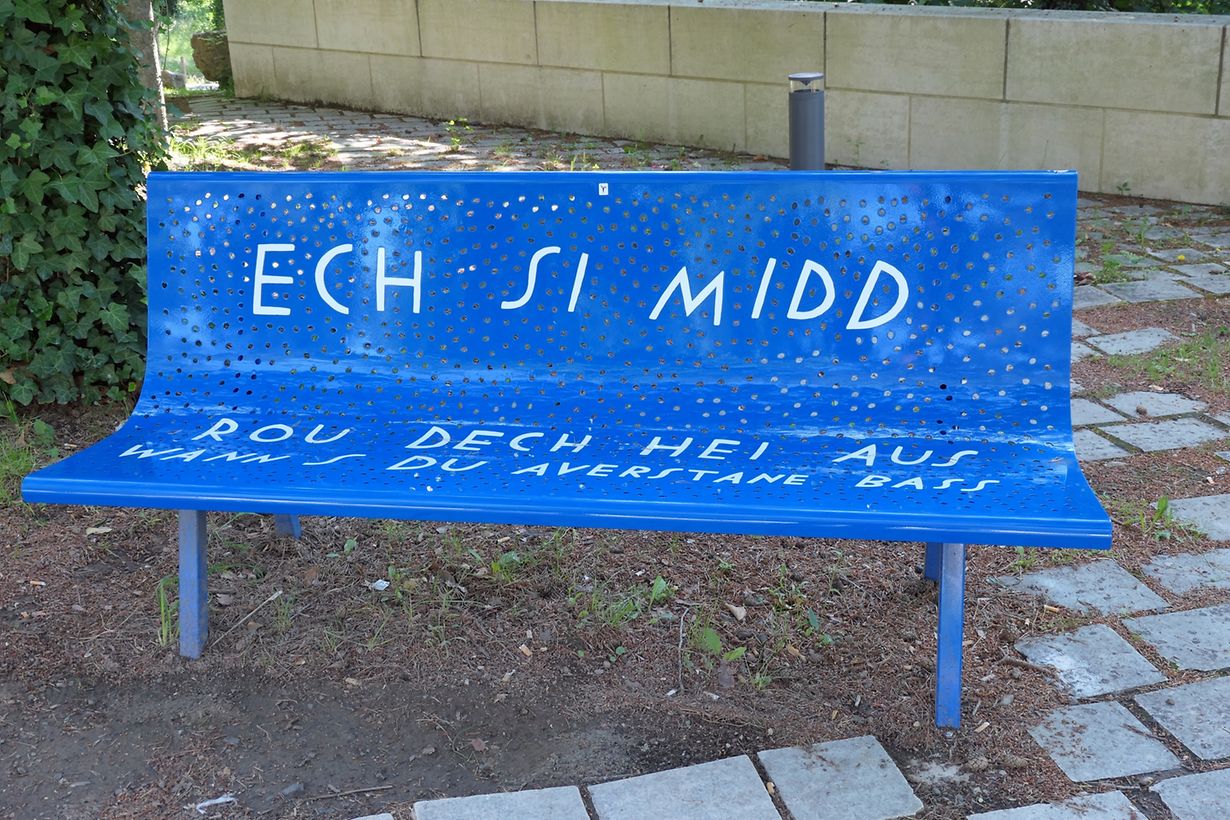 ECH SI MIDD
ROU DECH HEI AUS
WANN S DU AVERSTANE BASS